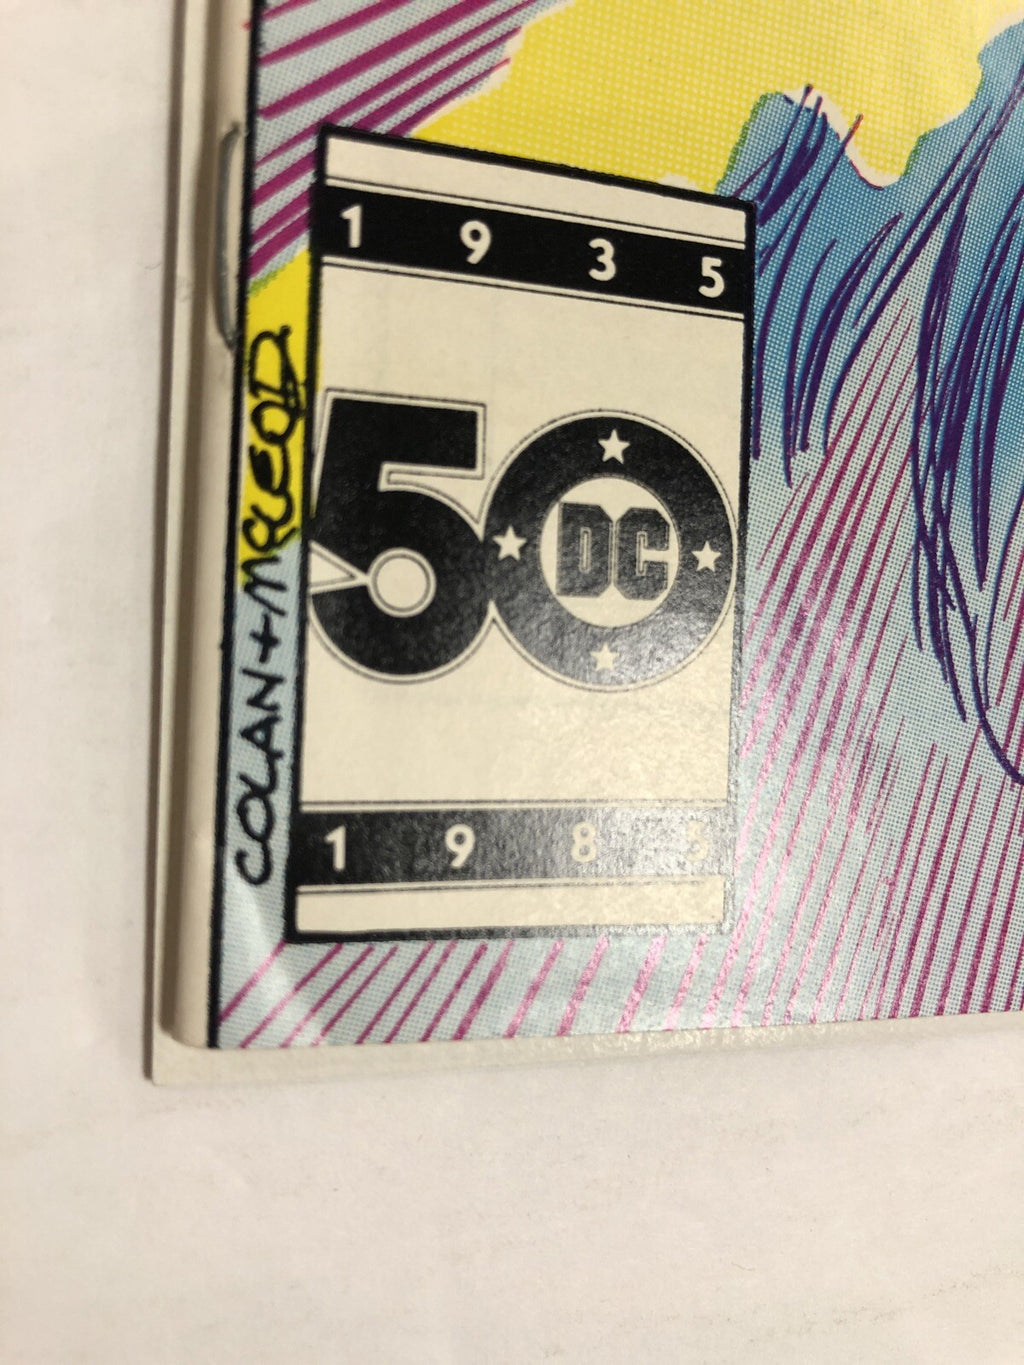 1 9 3 5
50
DC
1 9 8 5
COLAN + McLEOD.